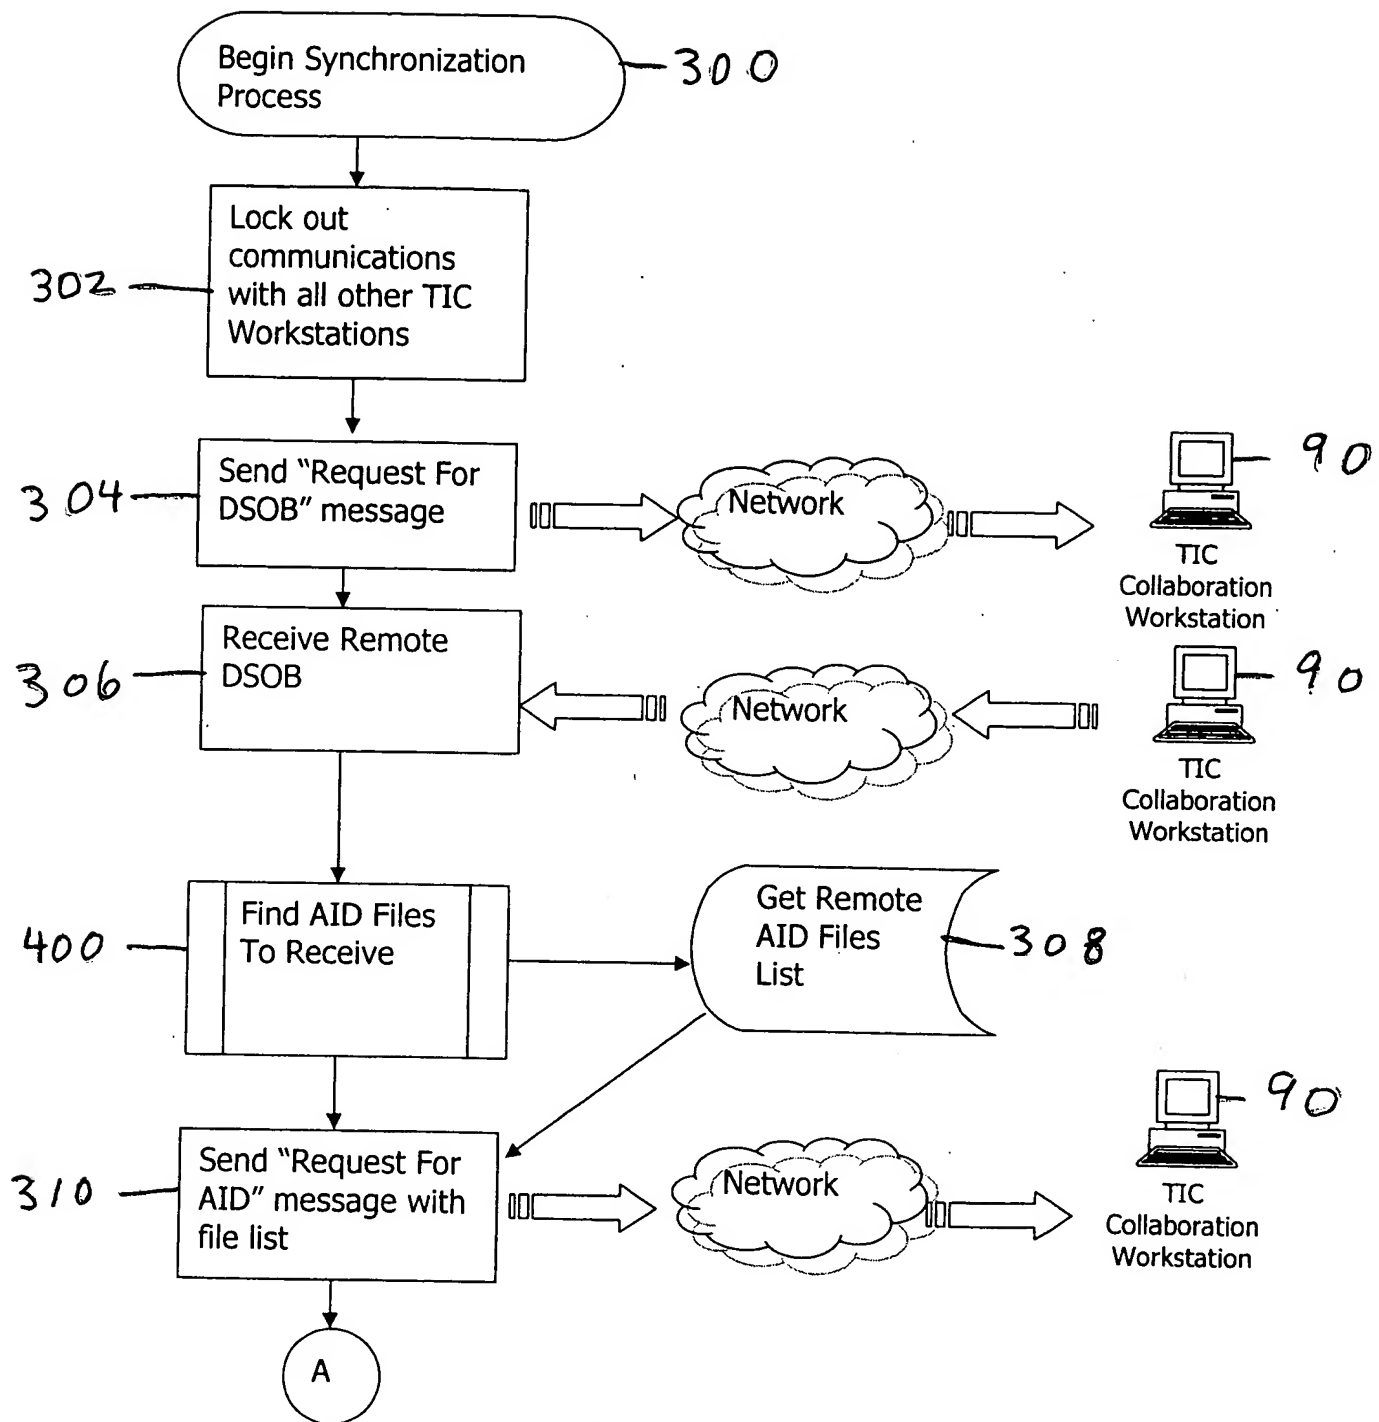 Begin Synchronization
Process
300
Lock out
communications
with all other TIC
Workstations
302
Send “Request For
DSOB” message
304
Network
90
TIC
Collaboration
Workstation
Receive Remote
DSOB
306
Network
90
TIC
Collaboration
Workstation
Find AID Files
To Receive
400
Get Remote
AID Files
List
308
Send “Request For
AID” message with
file list
310
Network
90
TIC
Collaboration
Workstation
A